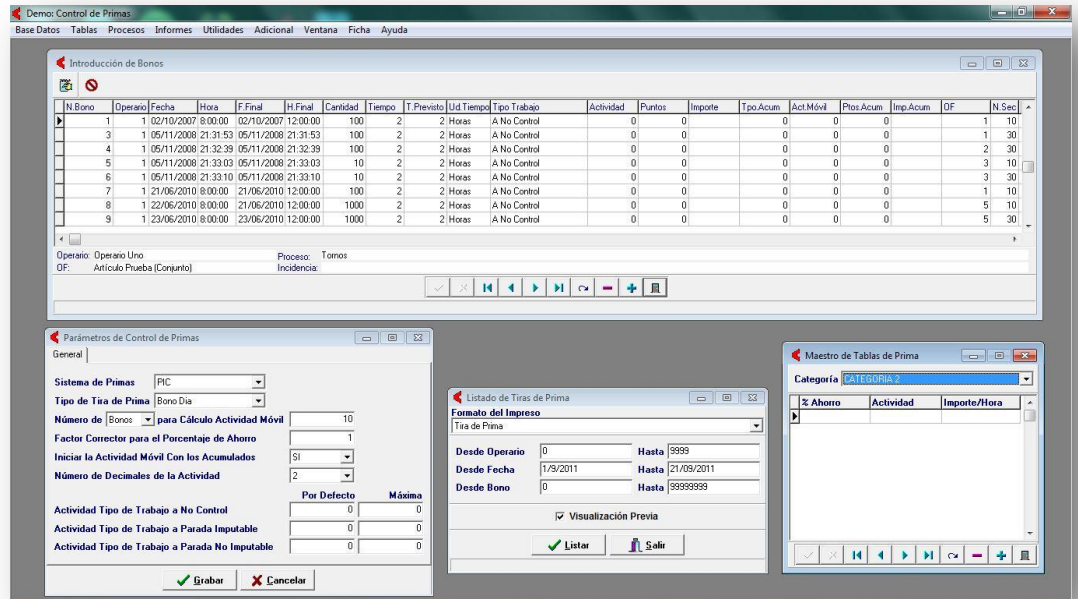 Demo: Control de Primas
Base Datos Tablas Procesos Informes Utilidades Adicional Ventana Ficha Ayuda
Introducción de Bonos
N.Bono Operario Fecha Hora F.Final H.Final Cantidad Tiempo T.Previsto Ud.Tiempo Tipo Trabajo Actividad Puntos Importe Tpo.Acum Act.Móvil Ptos.Acum Imp.Acum OF N.Sec
1 1 02/10/2007 8:00:00 02/10/2007 12:00:00 100 2 2 Horas A No Control 0 0 0 0 0 0 1 10
3 1 05/11/2008 21:31:53 05/11/2008 21:31:53 100 2 2 Horas A No Control 0 0 0 0 0 0 1 30
4 1 05/11/2008 21:32:39 05/11/2008 21:32:39 100 2 2 Horas A No Control 0 0 0 0 0 0 2 30
5 1 05/11/2008 21:33:03 05/11/2008 21:33:03 10 2 2 Horas A No Control 0 0 0 0 0 0 3 10
6 1 05/11/2008 21:33:10 05/11/2008 21:33:10 10 2 2 Horas A No Control 0 0 0 0 0 0 3 30
7 1 21/06/2010 8:00:00 21/06/2010 12:00:00 100 2 2 Horas A No Control 0 0 0 0 0 0 1 10
8 1 22/06/2010 8:00:00 21/06/2010 12:00:00 1000 2 2 Horas A No Control 0 0 0 0 0 0 5 10
9 1 23/06/2010 8:00:00 23/06/2010 12:00:00 1000 2 2 Horas A No Control 0 0 0 0 0 0 5 30
Operario: Operario Uno Proceso: Tornos
OF: Artículo Prueba (Conjunto) Incidencia:
Parámetros de Control de Primas
General
Sistema de Primas PIC
Tipo de Tira de Prima Bono Dia
Número de Bonos para Cálculo Actividad Móvil 10
Factor Corrector para el Porcentaje de Ahorro 1
Iniciar la Actividad Móvil Con los Acumulados SI
Número de Decimales de la Actividad 2
Por Defecto Máxima
Actividad Tipo de Trabajo a No Control 0 0
Actividad Tipo de Trabajo a Parada Imputable 0 0
Actividad Tipo de Trabajo a Parada No Imputable 0 0
Grabar Cancelar
Listado de Tiras de Prima
Formato del Impreso
Tira de Prima
Desde Operario 0 Hasta 9999
Desde Fecha 1/9/2011 Hasta 21/09/2011
Desde Bono 0 Hasta 99999999
Visualización Previa
Listar Salir
Maestro de Tablas de Prima
Categoría CATEGORIA 2
% Ahorro Actividad Importe/Hora